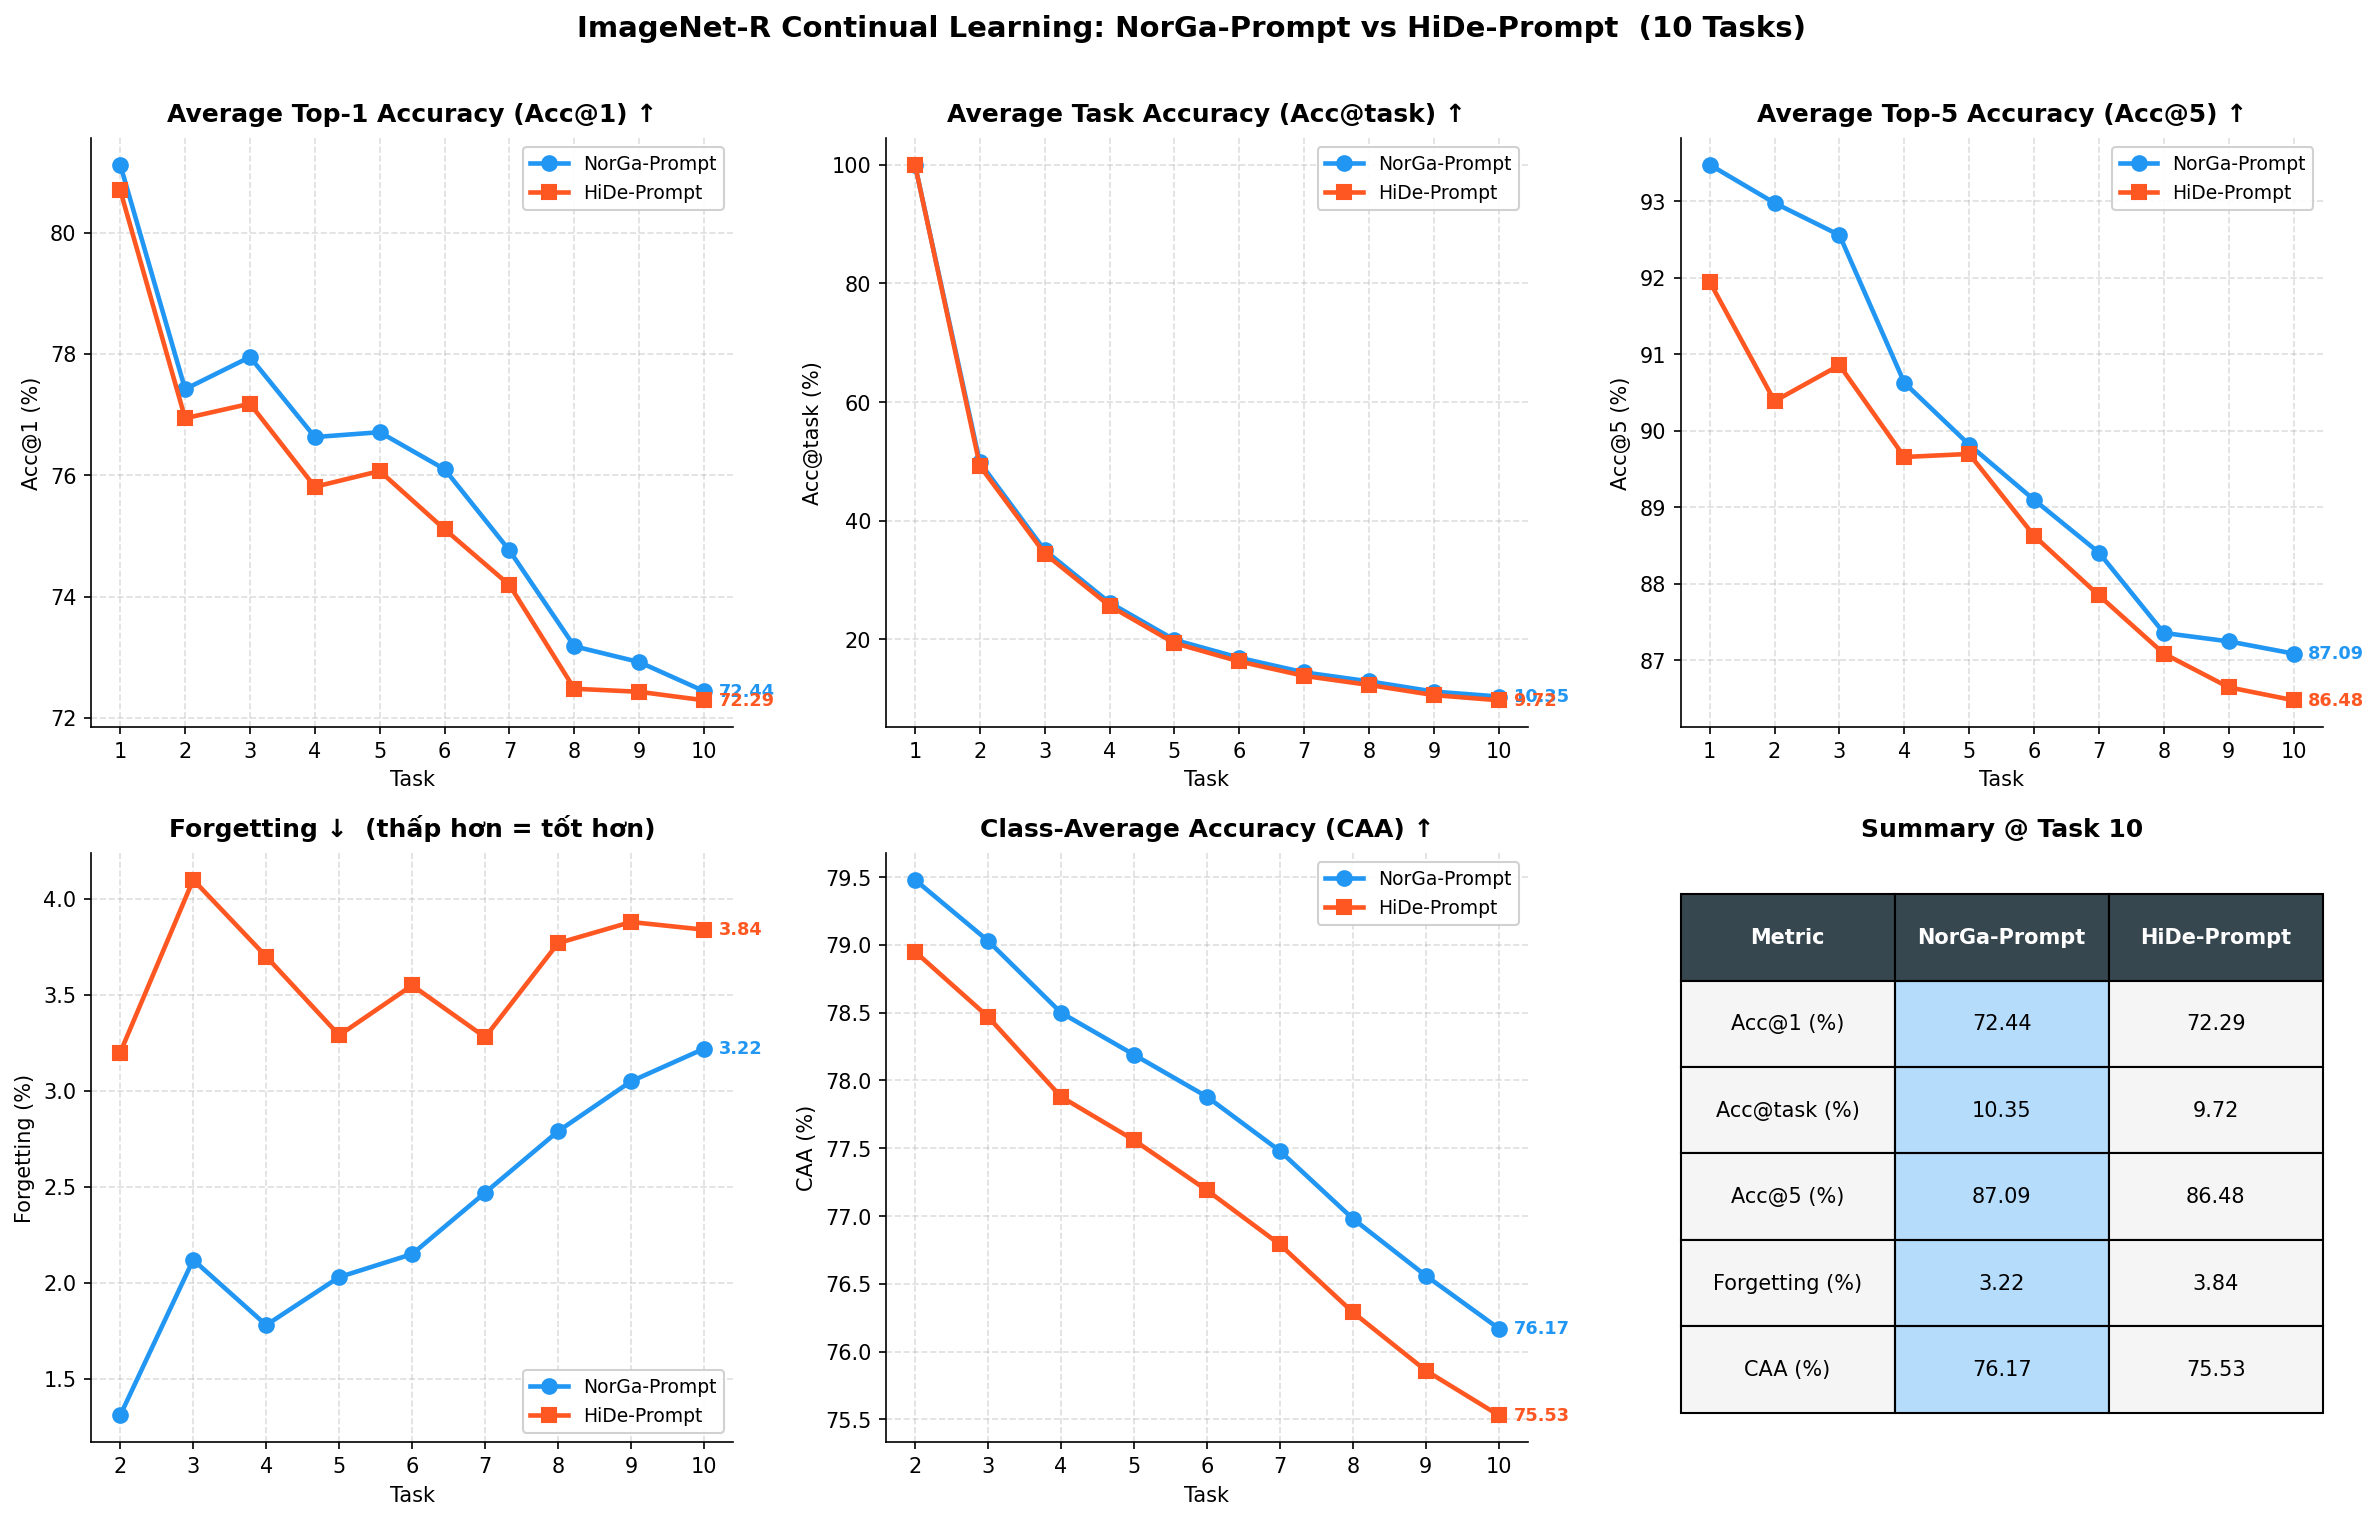 ImageNet-R Continual Learning: NorGa-Prompt vs HiDe-Prompt (10 Tasks)
Average Top-1 Accuracy (Acc@1) ↑
NorGa-Prompt
HiDe-Prompt
80
78
76
74
72
Acc@1 (%)
72.44
72.29
1 2 3 4 5 6 7 8 9 10
Task
Average Task Accuracy (Acc@task) ↑
NorGa-Prompt
HiDe-Prompt
100
80
60
40
20
Acc@task (%)
10.35
9.72
1 2 3 4 5 6 7 8 9 10
Task
Average Top-5 Accuracy (Acc@5) ↑
NorGa-Prompt
HiDe-Prompt
93
92
91
90
89
88
87
Acc@5 (%)
87.09
86.48
1 2 3 4 5 6 7 8 9 10
Task
Forgetting ↓ (thấp hơn = tốt hơn)
4.0
3.5
3.0
2.5
2.0
1.5
Forgetting (%)
3.84
3.22
NorGa-Prompt
HiDe-Prompt
2 3 4 5 6 7 8 9 10
Task
Class-Average Accuracy (CAA) ↑
NorGa-Prompt
HiDe-Prompt
79.5
79.0
78.5
78.0
77.5
77.0
76.5
76.0
75.5
CAA (%)
76.17
75.53
2 3 4 5 6 7 8 9 10
Task
Summary @ Task 10
Metric NorGa-Prompt HiDe-Prompt
Acc@1 (%) 72.44 72.29
Acc@task (%) 10.35 9.72
Acc@5 (%) 87.09 86.48
Forgetting (%) 3.22 3.84
CAA (%) 76.17 75.53